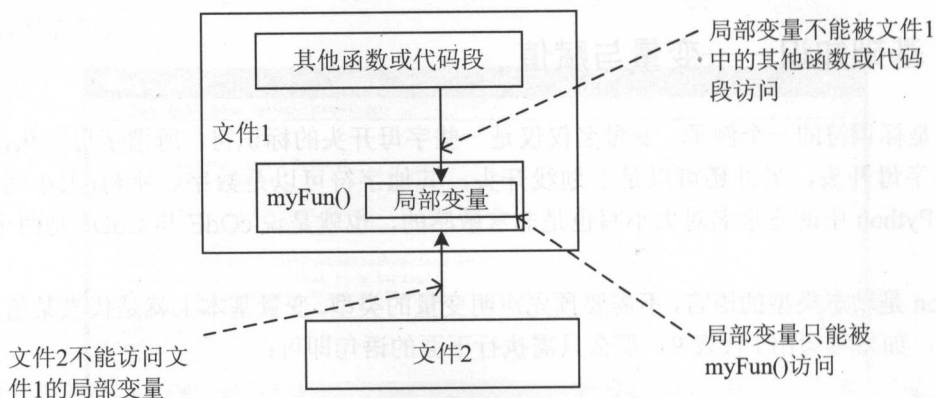 其他函数或代码段
局部变量不能被文件1
中的其他函数或代码
段访问
文件1
myFun()
局部变量
文件2不能访问文
件1的局部变量
文件2
局部变量只能被
myFun()访问